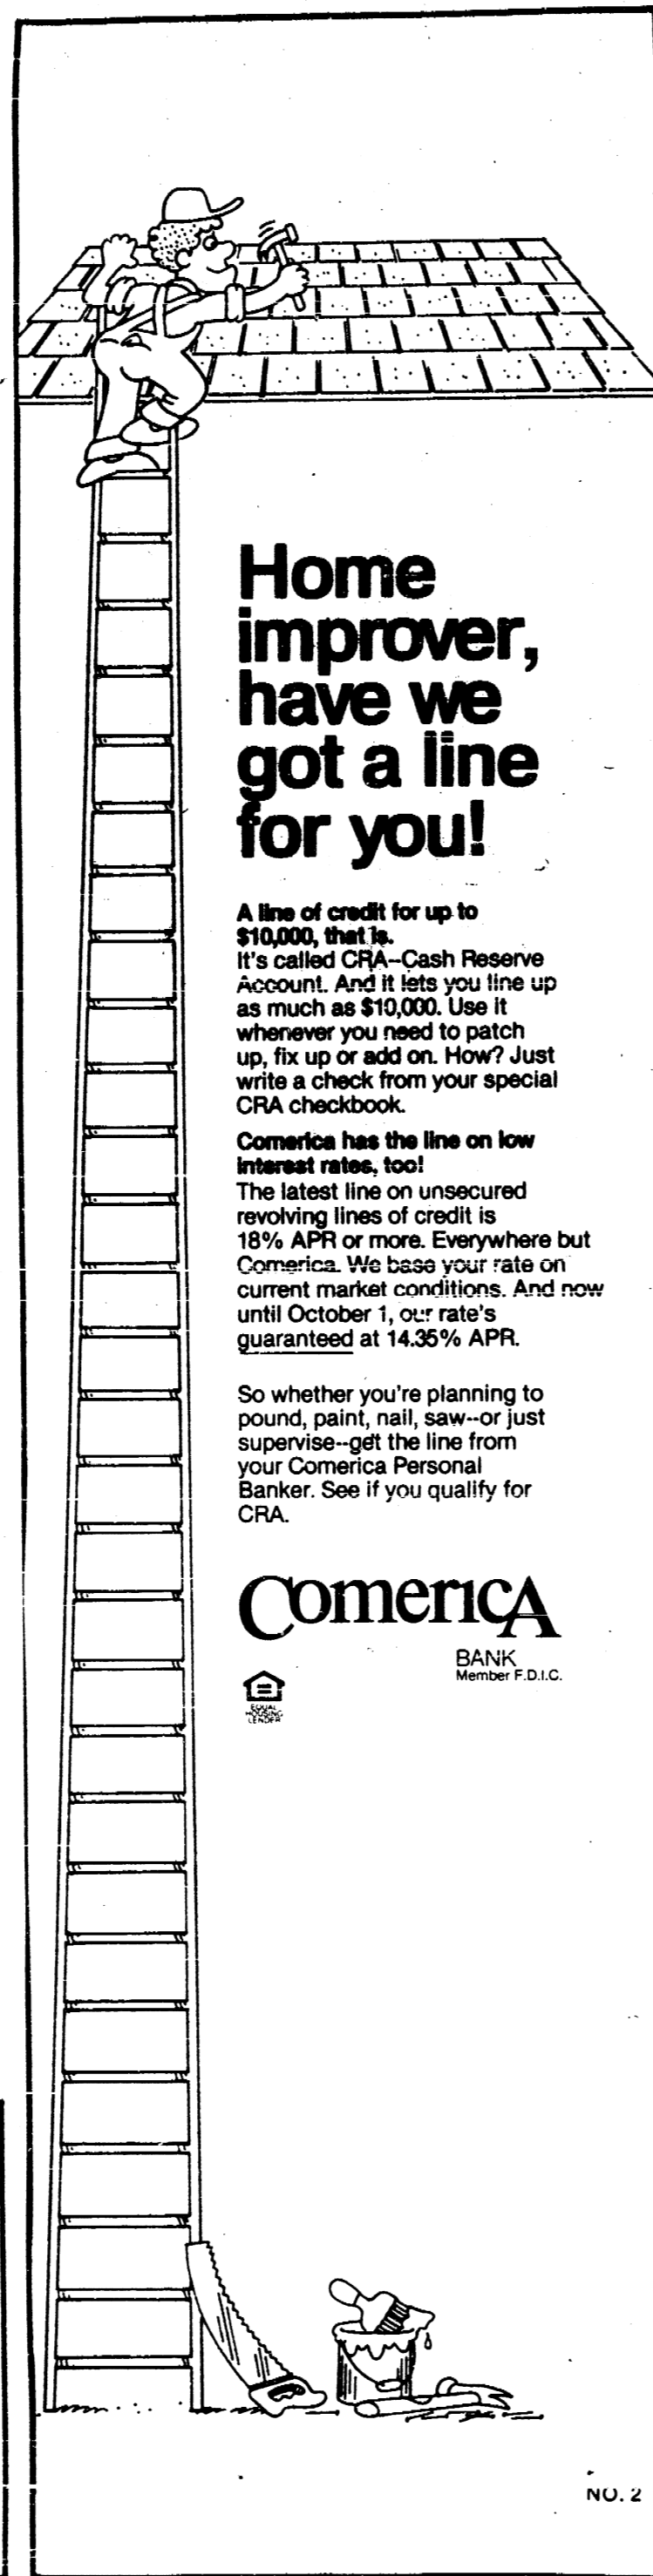 Home
improver,
have we
got a line
for you!
A line of credit for up to
$10,000, that is.
It's called CRA--Cash Reserve
Account. And it lets you line up
as much as $10,000. Use it
whenever you need to patch
up, fix up or add on. How? Just
write a check from your special
CRA checkbook.
Comerica has the line on low
interest rates, too!
The latest line on unsecured
revolving lines of credit is
18% APR or more. Everywhere but
Comerica. We base your rate on
current market conditions. And now
until October 1, our rate's
guaranteed at 14.35% APR.
So whether you're planning to
pound, paint, nail, saw--or just
supervise--get the line from
your Comerica Personal
Banker. See if you qualify for
CRA.
ComericA
BANK
Member F.D.I.C.
EQUAL
HOUSING
LENDER
NO. 2